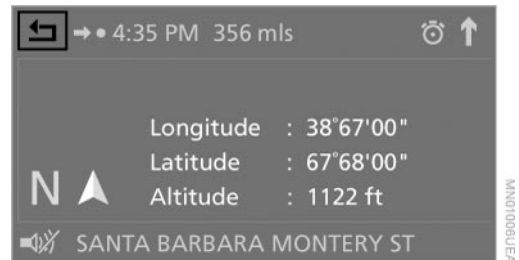 4:35 PM 356 mls
Longitude : 38°67'00"
Latitude : 67°68'00"
N
Altitude : 1122 ft
SANTA BARBARA MONTERY ST
MN01006UEA